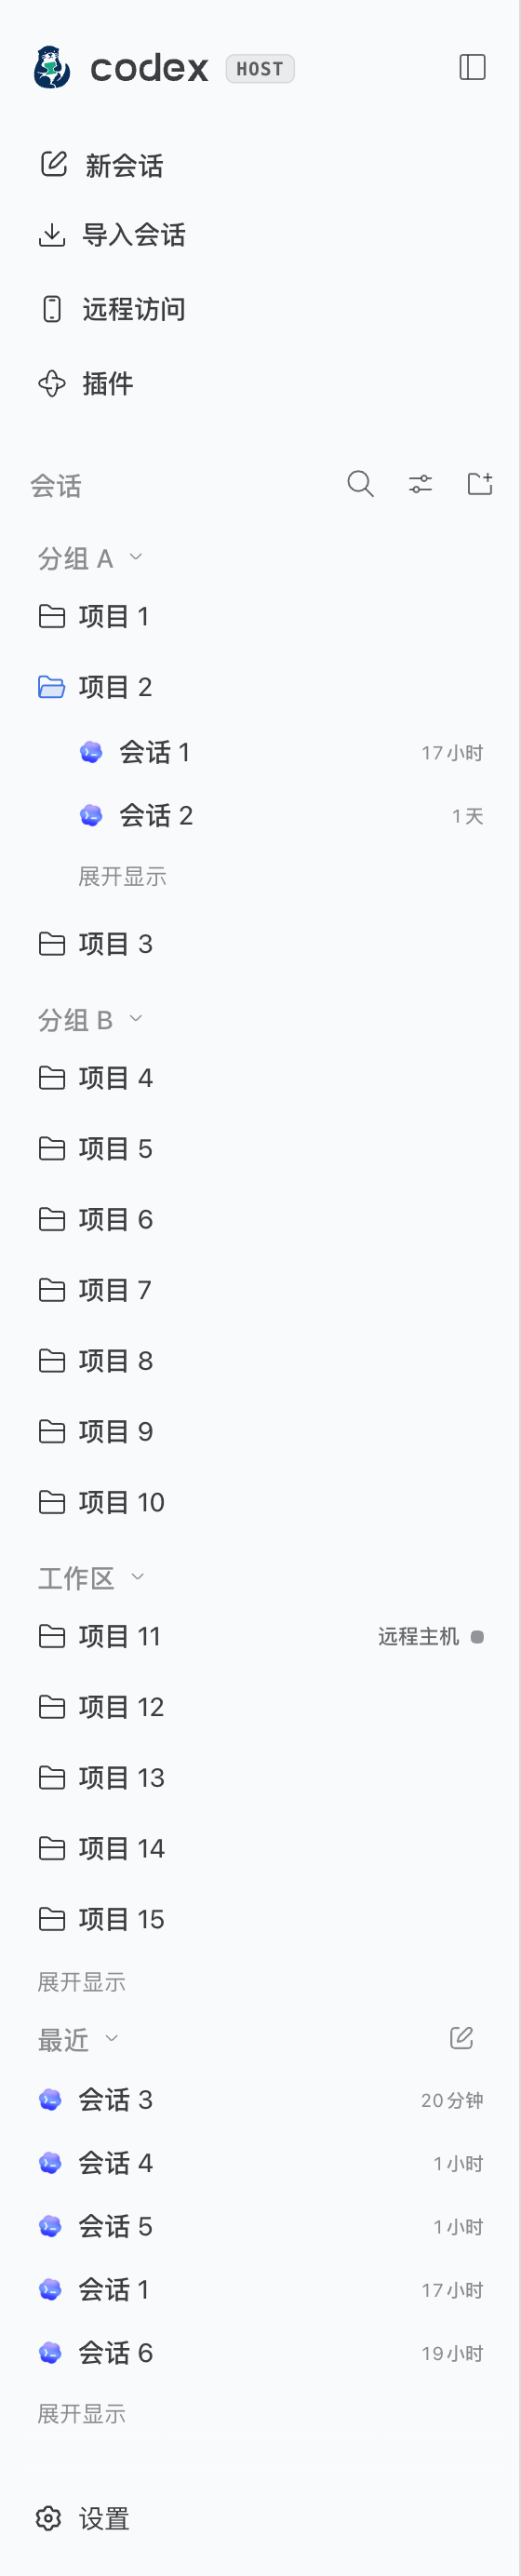 codex HOST
新会话
导入会话
远程访问
插件
会话
分组 A
项目 1
项目 2
会话 1 17 小时
会话 2 1 天
展开显示
项目 3
分组 B
项目 4
项目 5
项目 6
项目 7
项目 8
项目 9
项目 10
工作区
项目 11 远程主机
项目 12
项目 13
项目 14
项目 15
展开显示
最近
会话 3 20 分钟
会话 4 1 小时
会话 5 1 小时
会话 1 17 小时
会话 6 19 小时
展开显示
设置